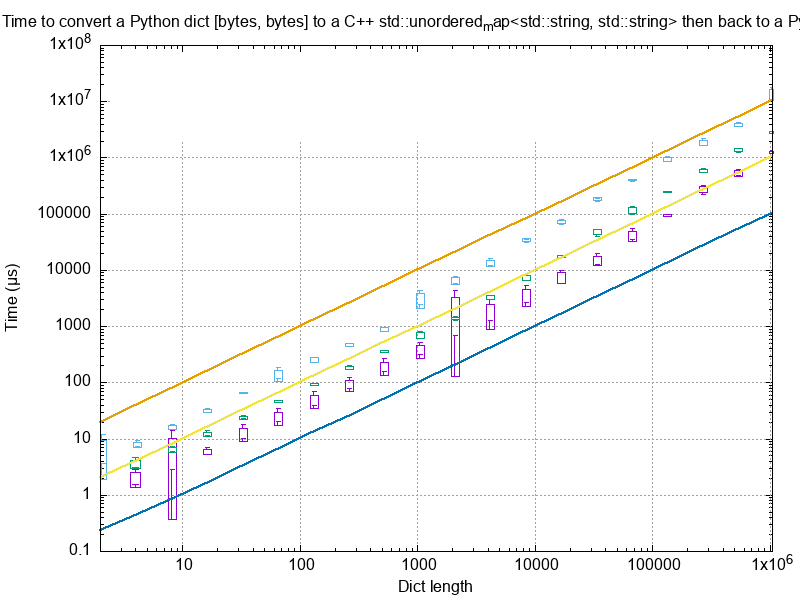 Time to convert a Python dict [bytes, bytes] to a C++ std::unordered_map<std::string, std::string> then back to a Py
1x10^8
1x10^7
1x10^6
100000
10000
1000
100
10
1
0.1
Time (μs)
10
100
1000
10000
100000
1x10^6
Dict length